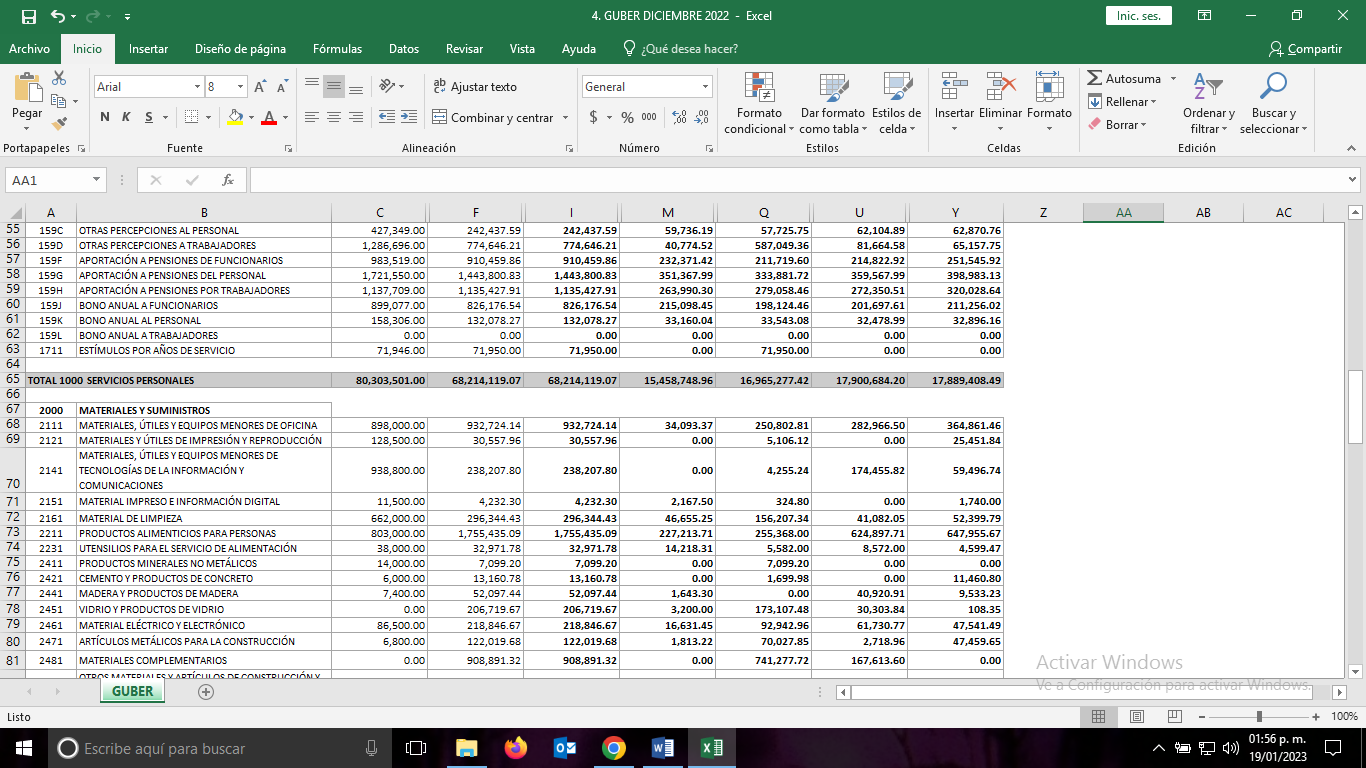 4. GUBER DICIEMBRE 2022 - Excel
Inic. ses.
Archivo Inicio Insertar Diseño de página Fórmulas Datos Revisar Vista Ayuda ¿Qué desea hacer? Compartir
Pegar
Portapapeles
Arial 8
N K S
Fuente
Ajustar texto
Combinar y centrar
Alineación
General
$ % 000
Número
Formato condicional
Dar formato como tabla
Estilos de celda
Estilos
Insertar Eliminar Formato
Celdas
Autosuma
Rellenar
Borrar
Ordenar y filtrar
Buscar y seleccionar
Edición
AA1 fx
A B C F I M Q U Y Z AA AB AC
55 159C OTRAS PERCEPCIONES AL PERSONAL 427,349.00 242,437.59 242,437.59 59,736.19 57,725.75 62,104.89 62,870.76
56 159D OTRAS PERCEPCIONES A TRABAJADORES 1,286,696.00 774,646.21 774,646.21 40,774.52 587,049.36 81,664.58 65,157.75
57 159F APORTACIÓN A PENSIONES DE FUNCIONARIOS 983,519.00 910,459.86 910,459.86 232,371.42 211,719.60 214,822.92 251,545.92
58 159G APORTACIÓN A PENSIONES DEL PERSONAL 1,721,550.00 1,443,800.83 1,443,800.83 351,367.99 333,881.72 359,567.99 398,983.13
59 159H APORTACIÓN A PENSIONES POR TRABAJADORES 1,137,709.00 1,135,427.91 1,135,427.91 263,990.30 279,058.46 272,350.51 320,028.64
60 159J BONO ANUAL A FUNCIONARIOS 899,077.00 826,176.54 826,176.54 215,098.45 198,124.46 201,697.61 211,256.02
61 159K BONO ANUAL AL PERSONAL 158,306.00 132,078.27 132,078.27 33,160.04 33,543.08 32,478.99 32,896.16
62 159L BONO ANUAL A TRABAJADORES 0.00 0.00 0.00 0.00 0.00 0.00 0.00
63 1711 ESTÍMULOS POR AÑOS DE SERVICIO 71,946.00 71,950.00 71,950.00 0.00 71,950.00 0.00 0.00
64
65 TOTAL 1000 SERVICIOS PERSONALES 80,303,501.00 68,214,119.07 68,214,119.07 15,458,748.96 16,965,277.42 17,900,684.20 17,889,408.49
66
67 2000 MATERIALES Y SUMINISTROS
68 2111 MATERIALES, ÚTILES Y EQUIPOS MENORES DE OFICINA 898,000.00 932,724.14 932,724.14 34,093.37 250,802.81 282,966.50 364,861.46
69 2121 MATERIALES Y ÚTILES DE IMPRESIÓN Y REPRODUCCIÓN 128,500.00 30,557.96 30,557.96 0.00 5,106.12 0.00 25,451.84
MATERIALES, ÚTILES Y EQUIPOS MENORES DE
2141 TECNOLOGÍAS DE LA INFORMACIÓN Y 938,800.00 238,207.80 238,207.80 0.00 4,255.24 174,455.82 59,496.74
70 COMUNICACIONES
71 2151 MATERIAL IMPRESO E INFORMACIÓN DIGITAL 11,500.00 4,232.30 4,232.30 2,167.50 324.80 0.00 1,740.00
72 2161 MATERIAL DE LIMPIEZA 662,000.00 296,344.43 296,344.43 46,655.25 156,207.34 41,082.05 52,399.79
73 2211 PRODUCTOS ALIMENTICIOS PARA PERSONAS 803,000.00 1,755,435.09 1,755,435.09 227,213.71 255,368.00 624,897.71 647,955.67
74 2231 UTENSILIOS PARA EL SERVICIO DE ALIMENTACIÓN 38,000.00 32,971.78 32,971.78 14,218.31 5,582.00 8,572.00 4,599.47
75 2411 PRODUCTOS MINERALES NO METÁLICOS 14,000.00 7,099.20 7,099.20 0.00 7,099.20 0.00 0.00
76 2421 CEMENTO Y PRODUCTOS DE CONCRETO 6,000.00 13,160.78 13,160.78 0.00 1,699.98 0.00 11,460.80
77 2441 MADERA Y PRODUCTOS DE MADERA 7,400.00 52,097.44 52,097.44 1,643.30 0.00 40,920.91 9,533.23
78 2451 VIDRIO Y PRODUCTOS DE VIDRIO 0.00 206,719.67 206,719.67 3,200.00 173,107.48 30,303.84 108.35
79 2461 MATERIAL ELÉCTRICO Y ELECTRÓNICO 86,500.00 218,846.67 218,846.67 16,631.45 92,942.96 61,730.77 47,541.49
80 2471 ARTÍCULOS METÁLICOS PARA LA CONSTRUCCIÓN 6,800.00 122,019.68 122,019.68 1,813.22 70,027.85 2,718.96 47,459.65
81 2481 MATERIALES COMPLEMENTARIOS 0.00 908,891.32 908,891.32 0.00 741,277.72 167,613.60 0.00
OTROS MATERIALES Y ARTÍCULOS DE CONSTRUCCIÓN Y
Activar Windows
Ve a Configuración para activar Windows.
GUBER
Listo 100%
Escribe aquí para buscar
01:56 p. m.
19/01/2023